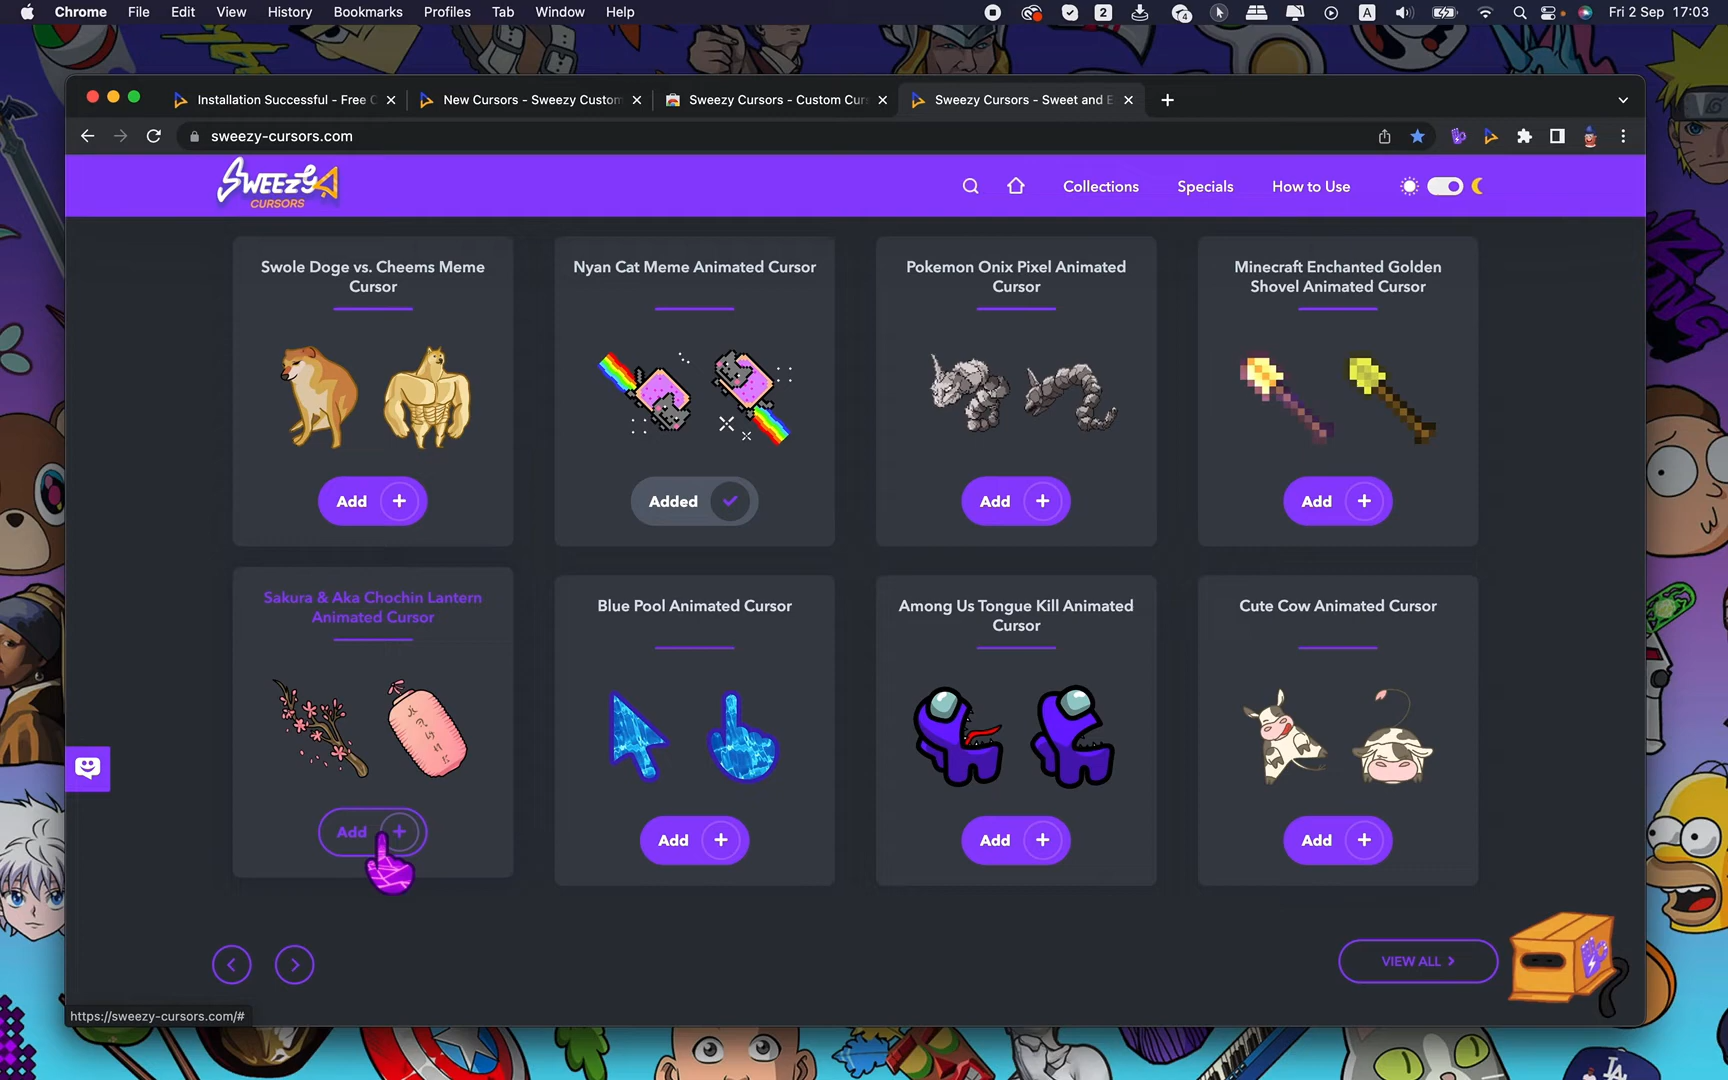 Chrome File Edit View History Bookmarks Profiles Tab Window Help
2
4
A
Fri 2 Sep 17:03
Installation Successful - Free C
New Cursors - Sweezy Custom
Sweezy Cursors - Custom Curs
Sweezy Cursors - Sweet and E
sweezy-cursors.com
SWEEZY
CURSORS
Collections
Specials
How to Use
Swole Doge vs. Cheems Meme
Cursor
Add
Nyan Cat Meme Animated Cursor
Added
Pokemon Onix Pixel Animated
Cursor
Add
Minecraft Enchanted Golden
Shovel Animated Cursor
Add
Sakura & Aka Chochin Lantern
Animated Cursor
Add
Blue Pool Animated Cursor
Add
Among Us Tongue Kill Animated
Cursor
Add
Cute Cow Animated Cursor
Add
VIEW ALL >
https://sweezy-cursors.com/#